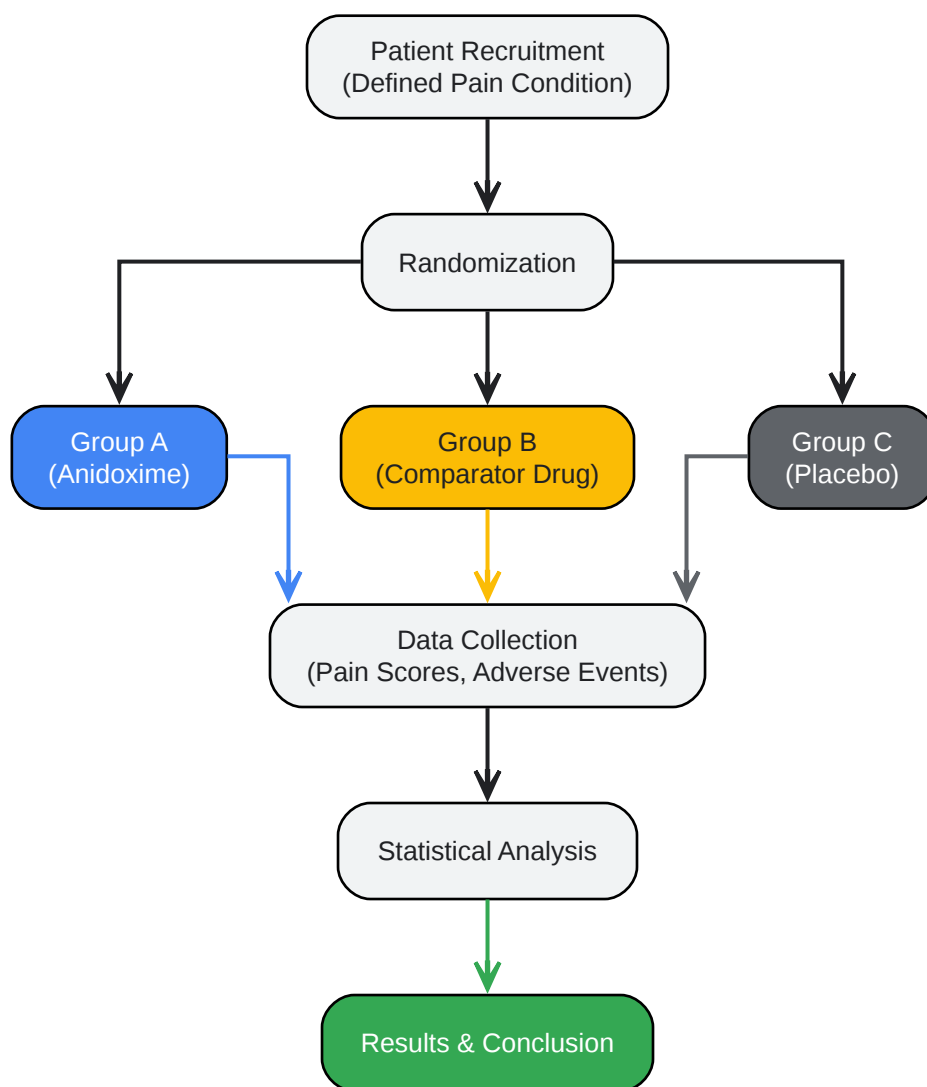 Patient Recruitment
(Defined Pain Condition)
Randomization
Group A
(Anidoxime)
Group B
(Comparator Drug)
Group C
(Placebo)
Data Collection
(Pain Scores, Adverse Events)
Statistical Analysis
Results & Conclusion